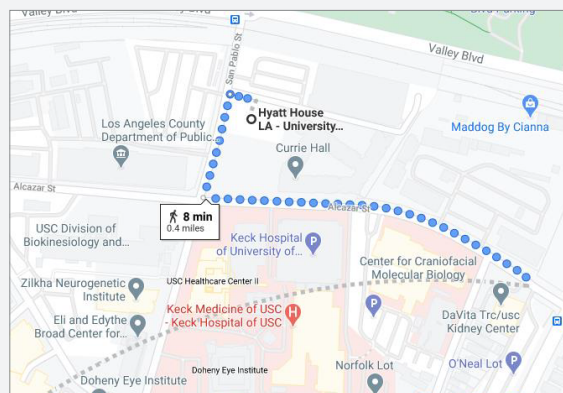 Valley Blvd
San Pablo St
Valley Blvd
Hyatt House
LA - University...
Los Angeles County
Department of Public...
Maddog By Cianna
Currie Hall
Alcazar St
8 min
0.4 miles
Alcazar St
USC Division of
Biokinesiology and...
Keck Hospital
of University of...
P
Center for Craniofacial
Molecular Biology
USC Healthcare Center II
Zilkha Neurogenetic
Institute
Keck Medicine of USC
- Keck Hospital of USC
H
P
DaVita Trc/usc
Kidney Center
Eli and Edythe
Broad Center for...
Norfolk Lot
O'Neal Lot
P
Doheny Eye Institute
Doheny Eye Institute